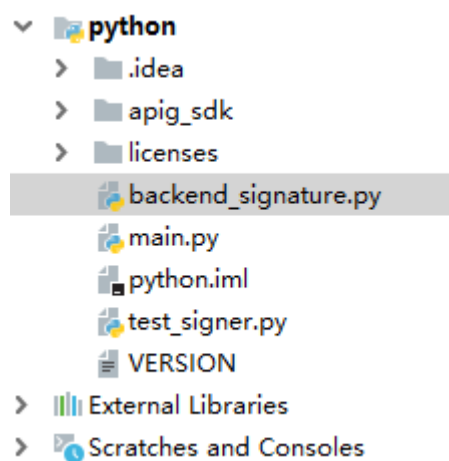 python
.idea
apig_sdk
licenses
backend_signature.py
main.py
python.iml
test_signer.py
VERSION
External Libraries
Scratches and Consoles